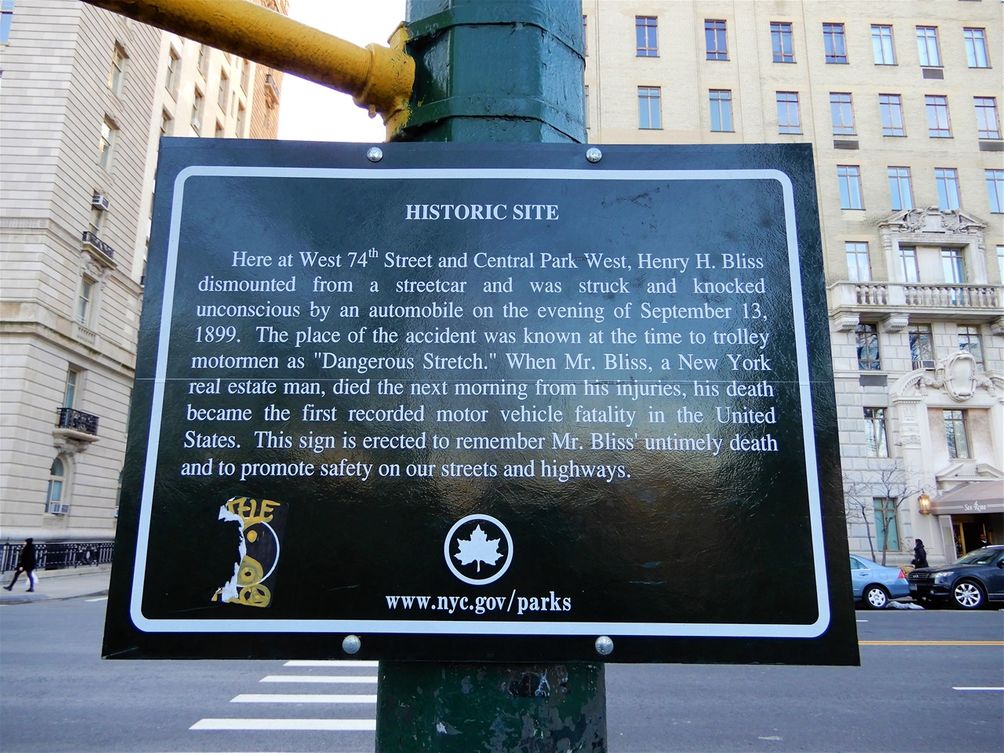 HISTORIC SITE
Here at West 74th Street and Central Park West, Henry H. Bliss
dismounted from a streetcar and was struck and knocked
unconscious by an automobile on the evening of September 13,
1899. The place of the accident was known at the time to trolley
motormen as "Dangerous Stretch." When Mr. Bliss, a New York
real estate man, died the next morning from his injuries, his death
became the first recorded motor vehicle fatality in the United
States. This sign is erected to remember Mr. Bliss' untimely death
and to promote safety on our streets and highways.
www.nyc.gov/parks